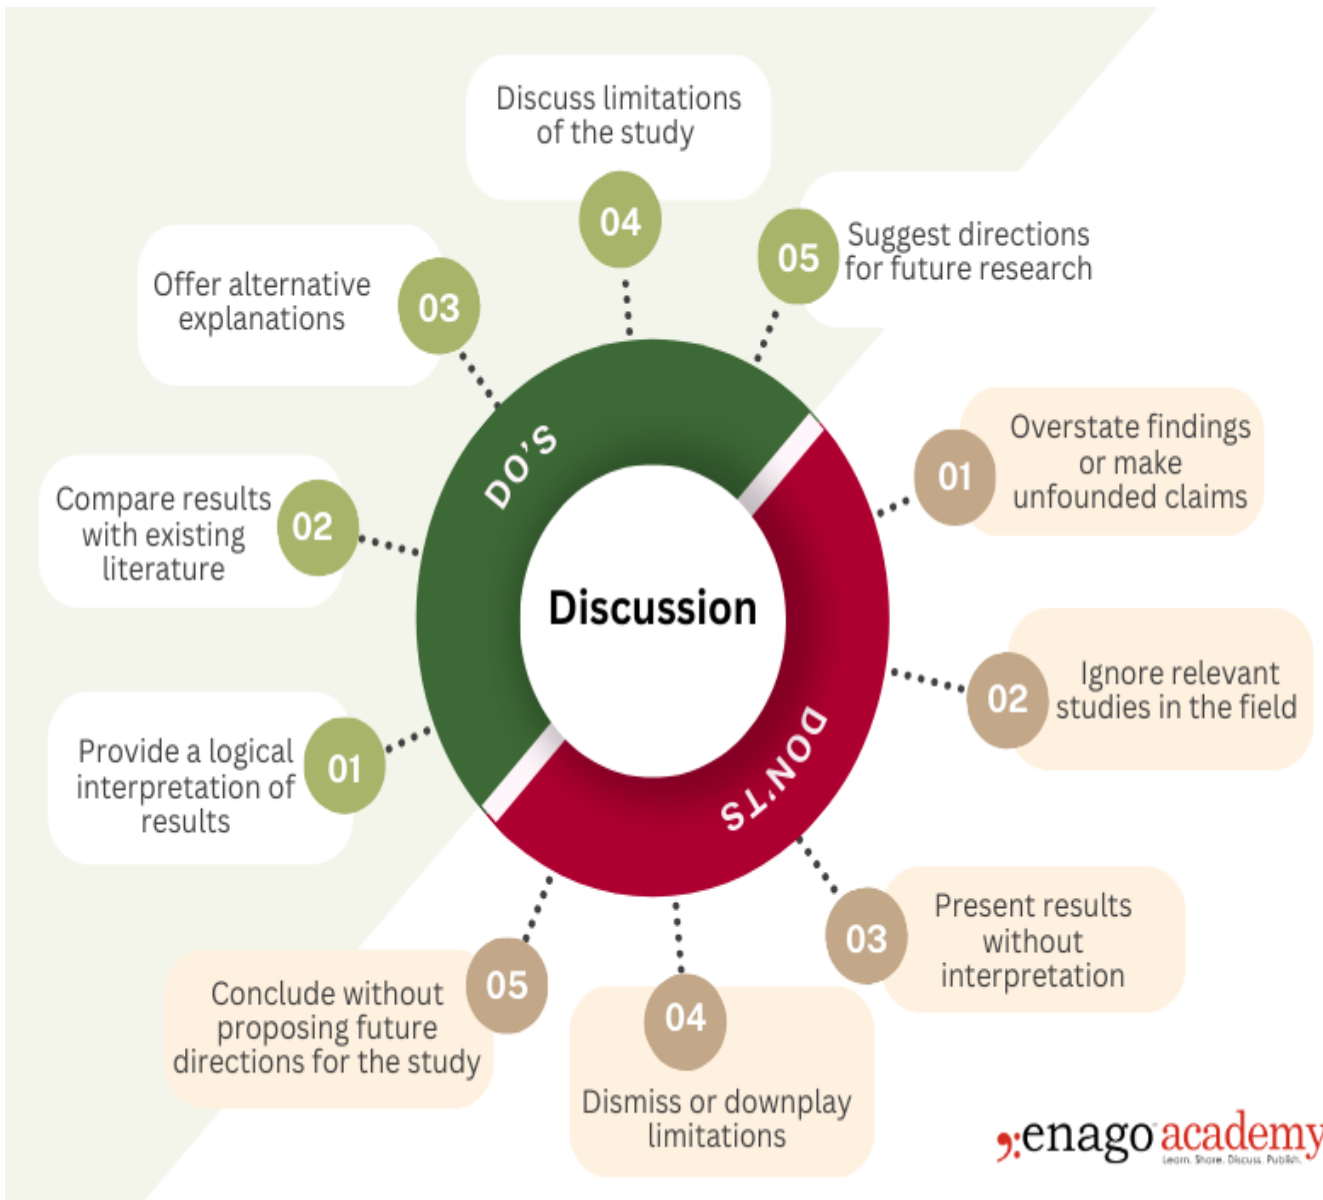 Discuss limitations
of the study
04
05
Suggest directions
for future research
Offer alternative
explanations
03
DO'S
Compare results
with existing
literature
02
Provide a logical
interpretation of
results
01
Discussion
Overstate findings
or make
unfounded claims
01
Ignore relevant
studies in the field
02
DON'TS
Present results
without
interpretation
03
04
Dismiss or downplay
limitations
05
Conclude without
proposing future
directions for the study
enago academy
Learn. Share. Discuss. Publish.